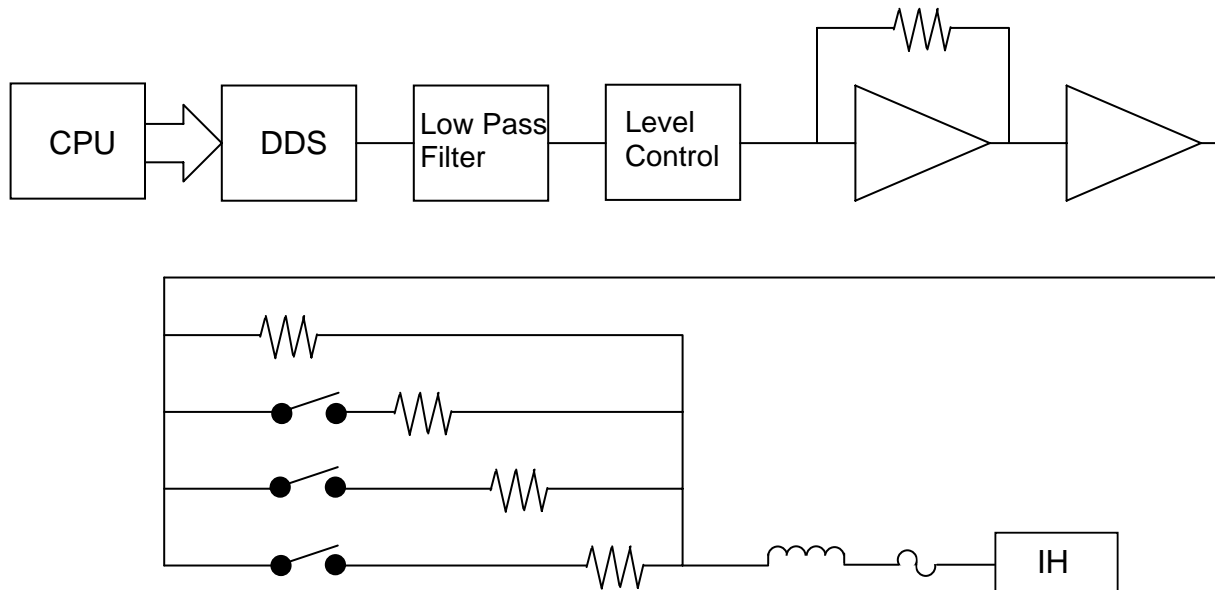 CPU
DDS
Low Pass
Filter
Level
Control
IH